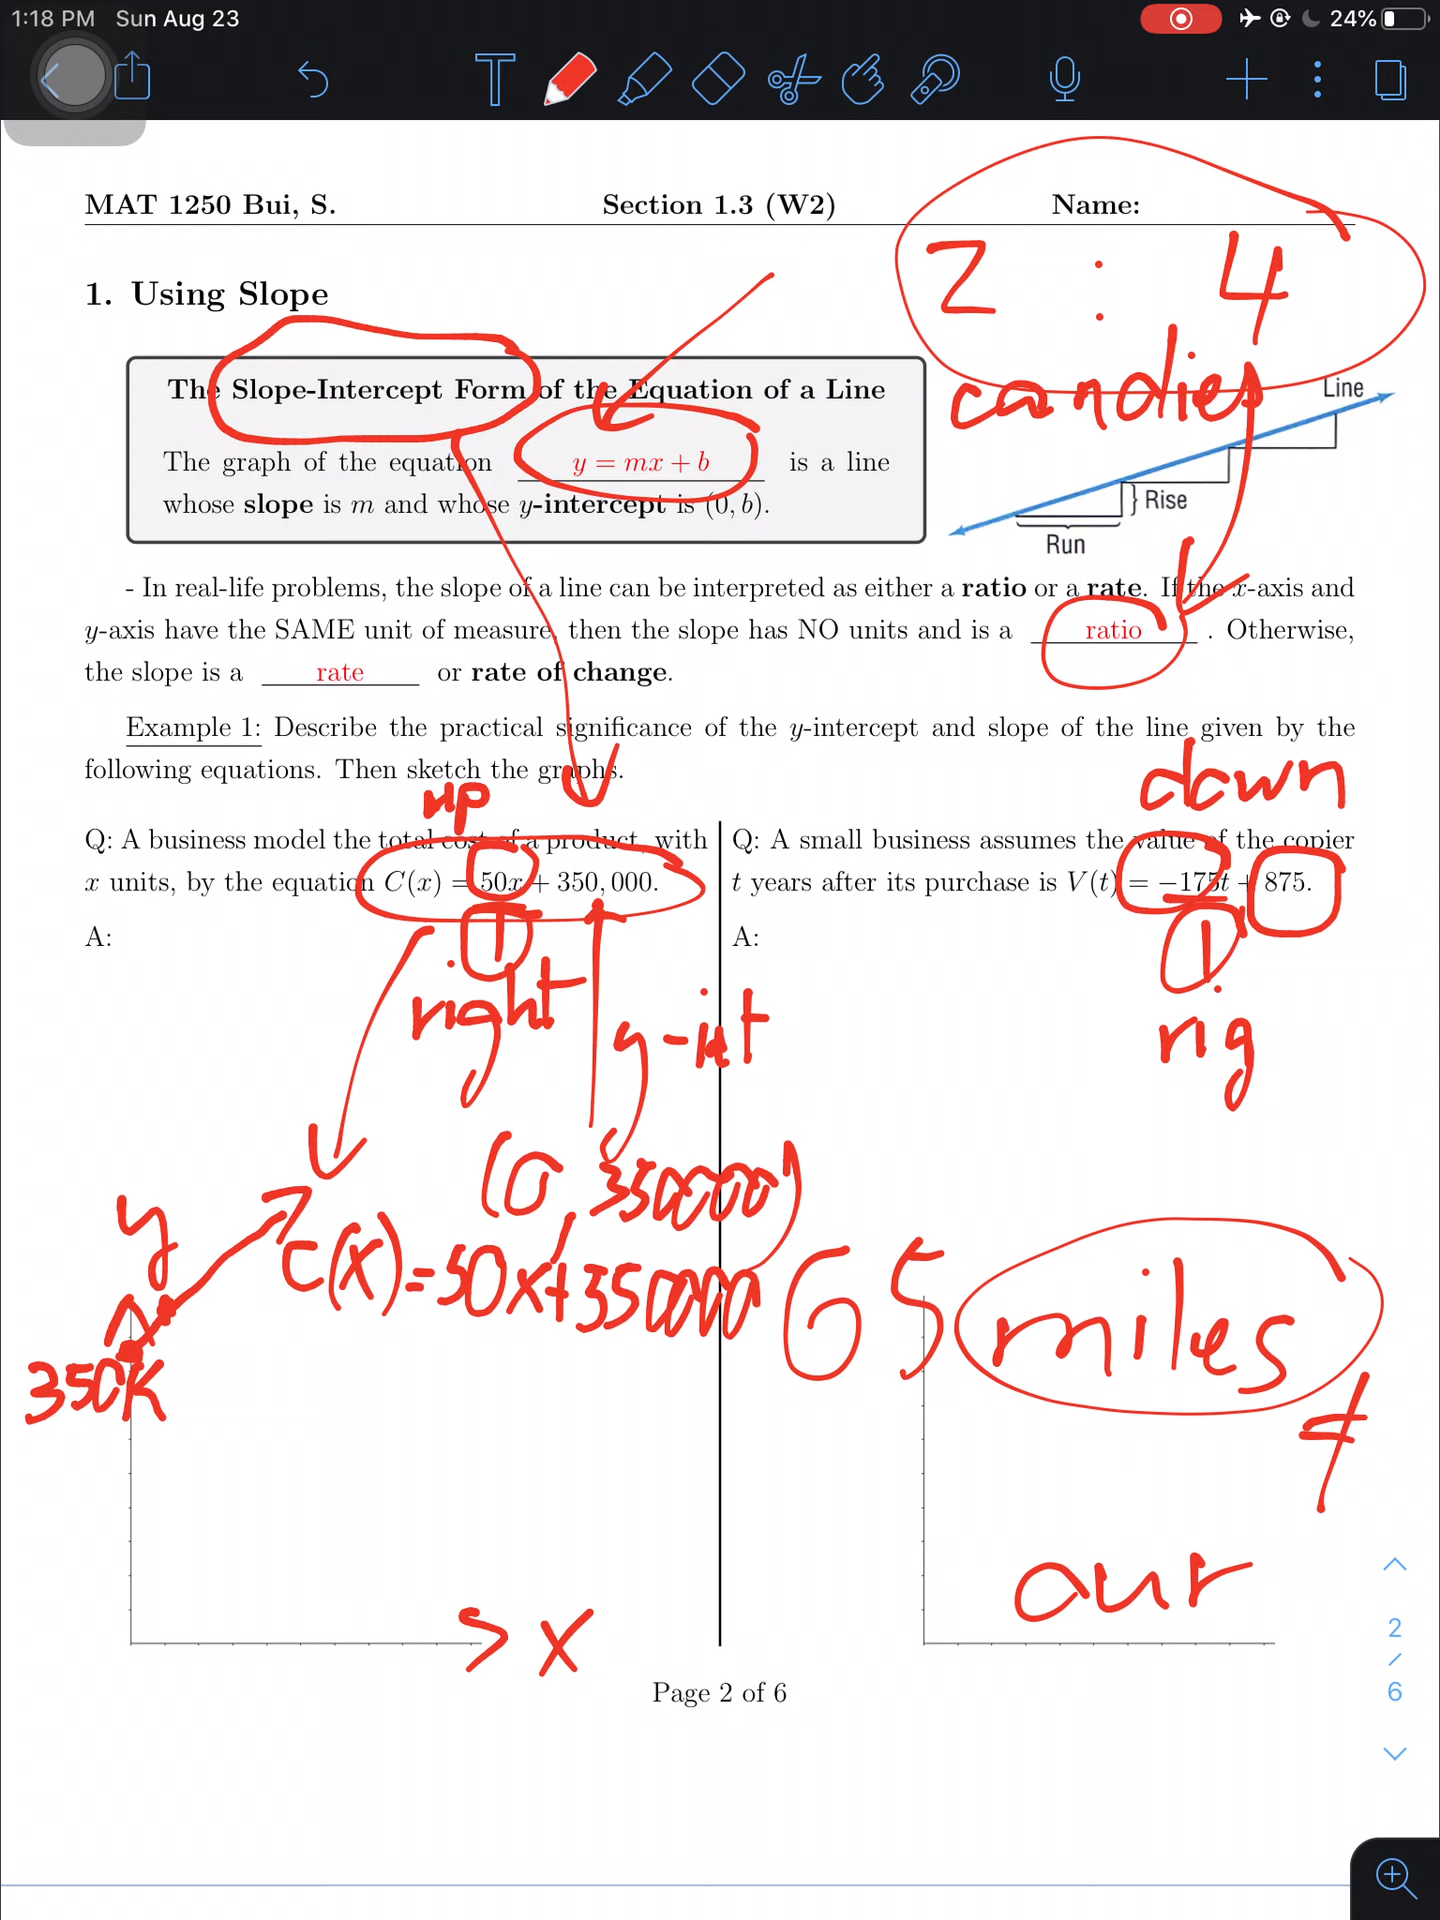 1:18 PM Sun Aug 23 24%
MAT 1250 Bui, S. Section 1.3 (W2) Name:
2 : 4
candies
1. Using Slope
The Slope-Intercept Form of the Equation of a Line
The graph of the equation y = mx + b is a line
whose slope is m and whose y-intercept is (0, b).
Line
Rise
Run
- In real-life problems, the slope of a line can be interpreted as either a ratio or a rate. If the x-axis and
y-axis have the SAME unit of measure, then the slope has NO units and is a ratio . Otherwise,
the slope is a rate or rate of change.
Example 1: Describe the practical significance of the y-intercept and slope of the line given by the
following equations. Then sketch the graphs.
up
Q: A business model the total cost of a product, with
x units, by the equation C(x) = 50x + 350,000.
1
A:
right
y-int
(0, 350000)
C(x)=50x+350000
y
350K
x
down
Q: A small business assumes the value of the copier
t years after its purchase is V(t) = −175t + 875.
1
A:
rig
65 miles
Page 2 of 6
2
/
6